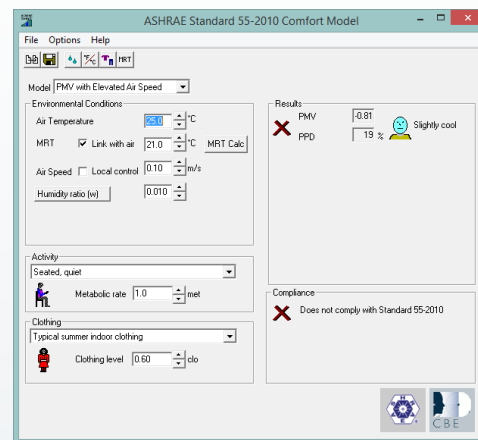 ASHRAE Standard 55-2010 Comfort Model
File Options Help
°F/°C MRT
Model PMV with Elevated Air Speed
Environmental Conditions
Air Temperature 25.0 °C
MRT Link with air 21.0 °C MRT Calc
Air Speed Local control 0.10 m/s
Humidity ratio (w) 0.010
Activity
Seated, quiet
Metabolic rate 1.0 met
Clothing
Typical summer indoor clothing
Clothing level 0.60 clo
Results
PMV -0.81
PPD 19 %
Slightly cool
Compliance
Does not comply with Standard 55-2010
CBE